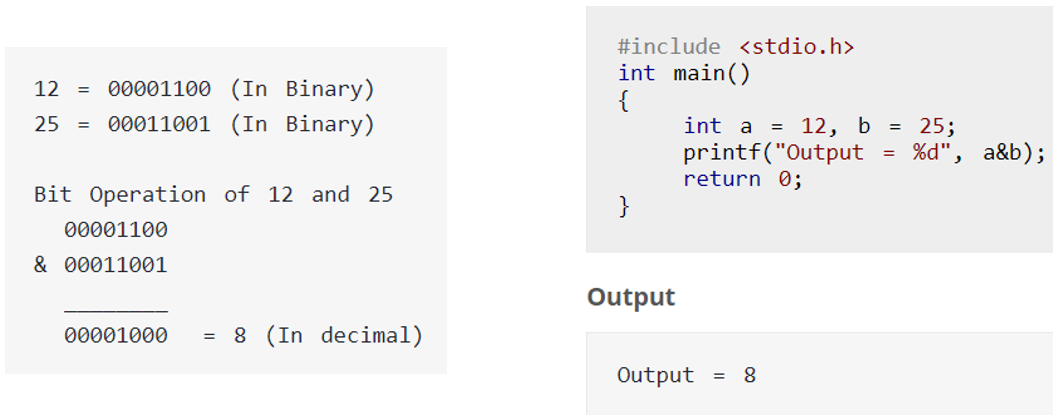 12 = 00001100 (In Binary)
25 = 00011001 (In Binary)
Bit Operation of 12 and 25
00001100
& 00011001
________
00001000 = 8 (In decimal)
#include <stdio.h>
int main()
{
int a = 12, b = 25;
printf("Output = %d", a&b);
return 0;
}
Output
Output = 8